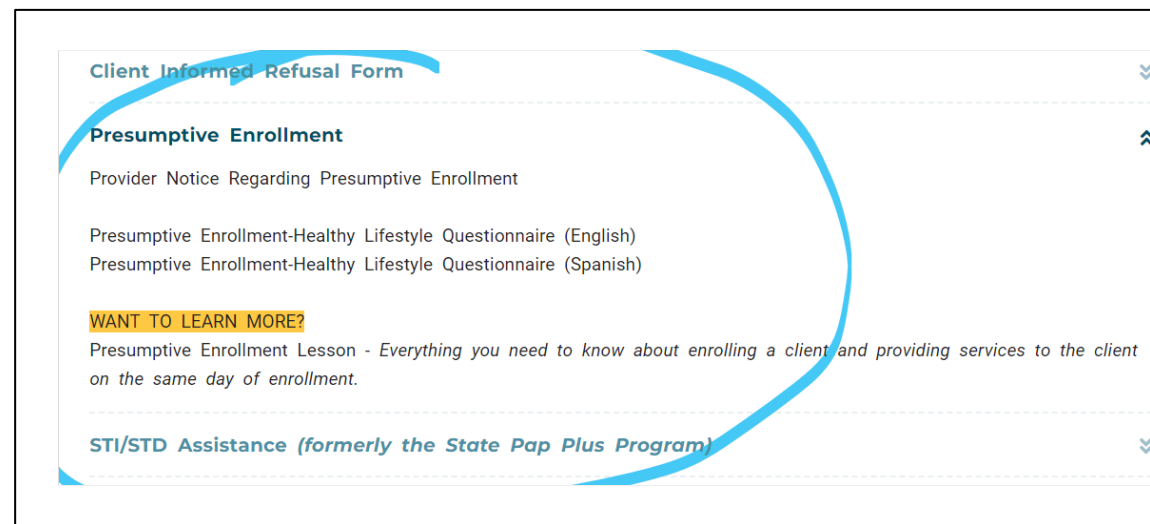 Client Informed Refusal Form
Presumptive Enrollment
Provider Notice Regarding Presumptive Enrollment
Presumptive Enrollment-Healthy Lifestyle Questionnaire (English)
Presumptive Enrollment-Healthy Lifestyle Questionnaire (Spanish)
WANT TO LEARN MORE?
Presumptive Enrollment Lesson - Everything you need to know about enrolling a client and providing services to the client
on the same day of enrollment.
STI/STD Assistance (formerly the State Pap Plus Program)